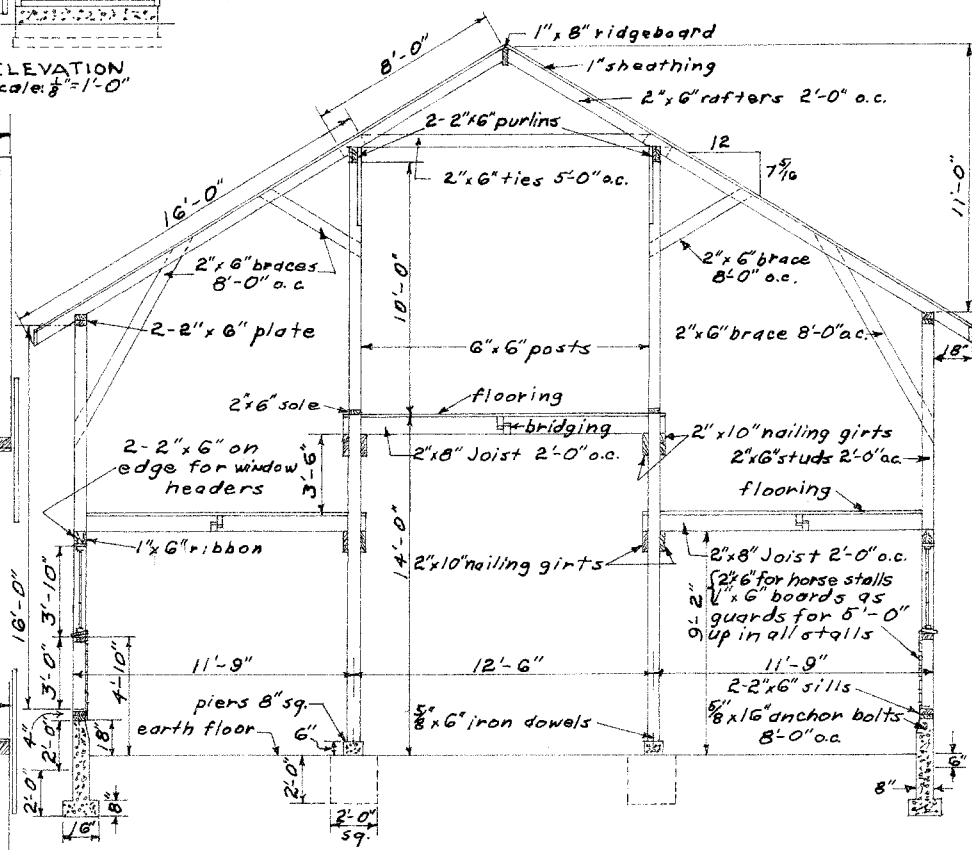 ELEVATION
Scale: 1/8"=1'-0"
8'-0"
1" x 8" ridgeboard
1" sheathing
2" x 6" rafters 2'-0" o.c.
2-2" x 6" purlins
12
7 5/16
2" x 6" ties 5'-0" o.c.
11'-0"
16'-0"
2" x 6" braces
8'-0" o.c.
10'-0"
2" x 6" brace
8'-0" o.c.
2-2" x 6" plate
6" x 6" posts
2" x 6" brace 8'-0" o.c.
18"
2" x 6" sole
flooring
bridging
2-2" x 6" on
edge for window
headers
3'-6"
2" x 8" Joist 2'-0" o.c.
2" x 10" nailing girts
2" x 6" studs 2'-0" o.c.
flooring
1" x 6" ribbon
14'-0"
2" x 10" nailing girts
2" x 8" Joist 2'-0" o.c.
2" x 6" for horse stalls
1" x 6" boards as
guards for 5'-0"
up in all stalls
9'-2"
16'-0"
3'-10"
3'-0"
4'-10"
11'-9"
12'-6"
11'-9"
2-2" x 6" sills
piers 8" sq.
5/8" x 6" iron dowels
5/8" x 16" anchor bolts
8'-0" o.c.
earth floor
6"
4"
2'-0"
18"
2'-0"
2'-0"
8"
16"
2'-0"
sq.
8"
6"